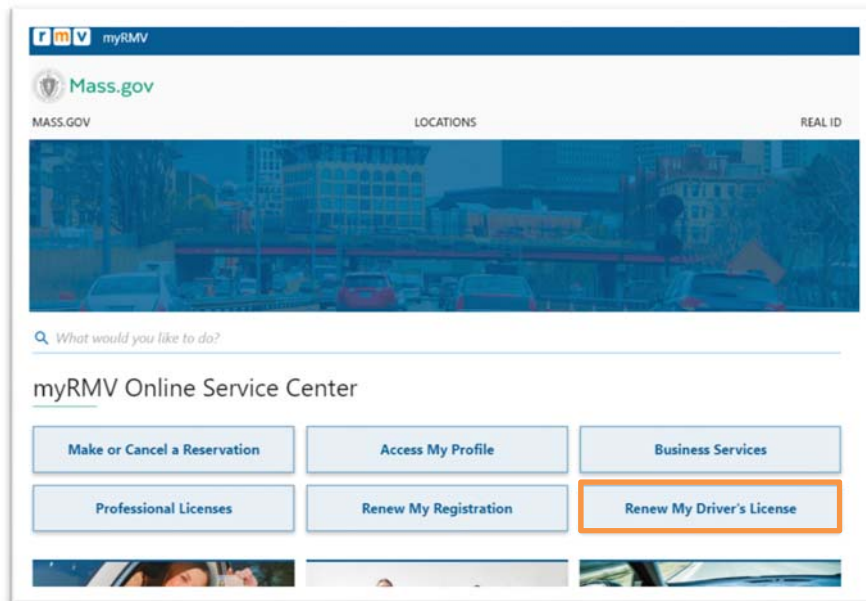 rmv myRMV
Mass.gov
MASS.GOV LOCATIONS REAL ID
What would you like to do?
myRMV Online Service Center
Make or Cancel a Reservation Access My Profile Business Services
Professional Licenses Renew My Registration Renew My Driver's License